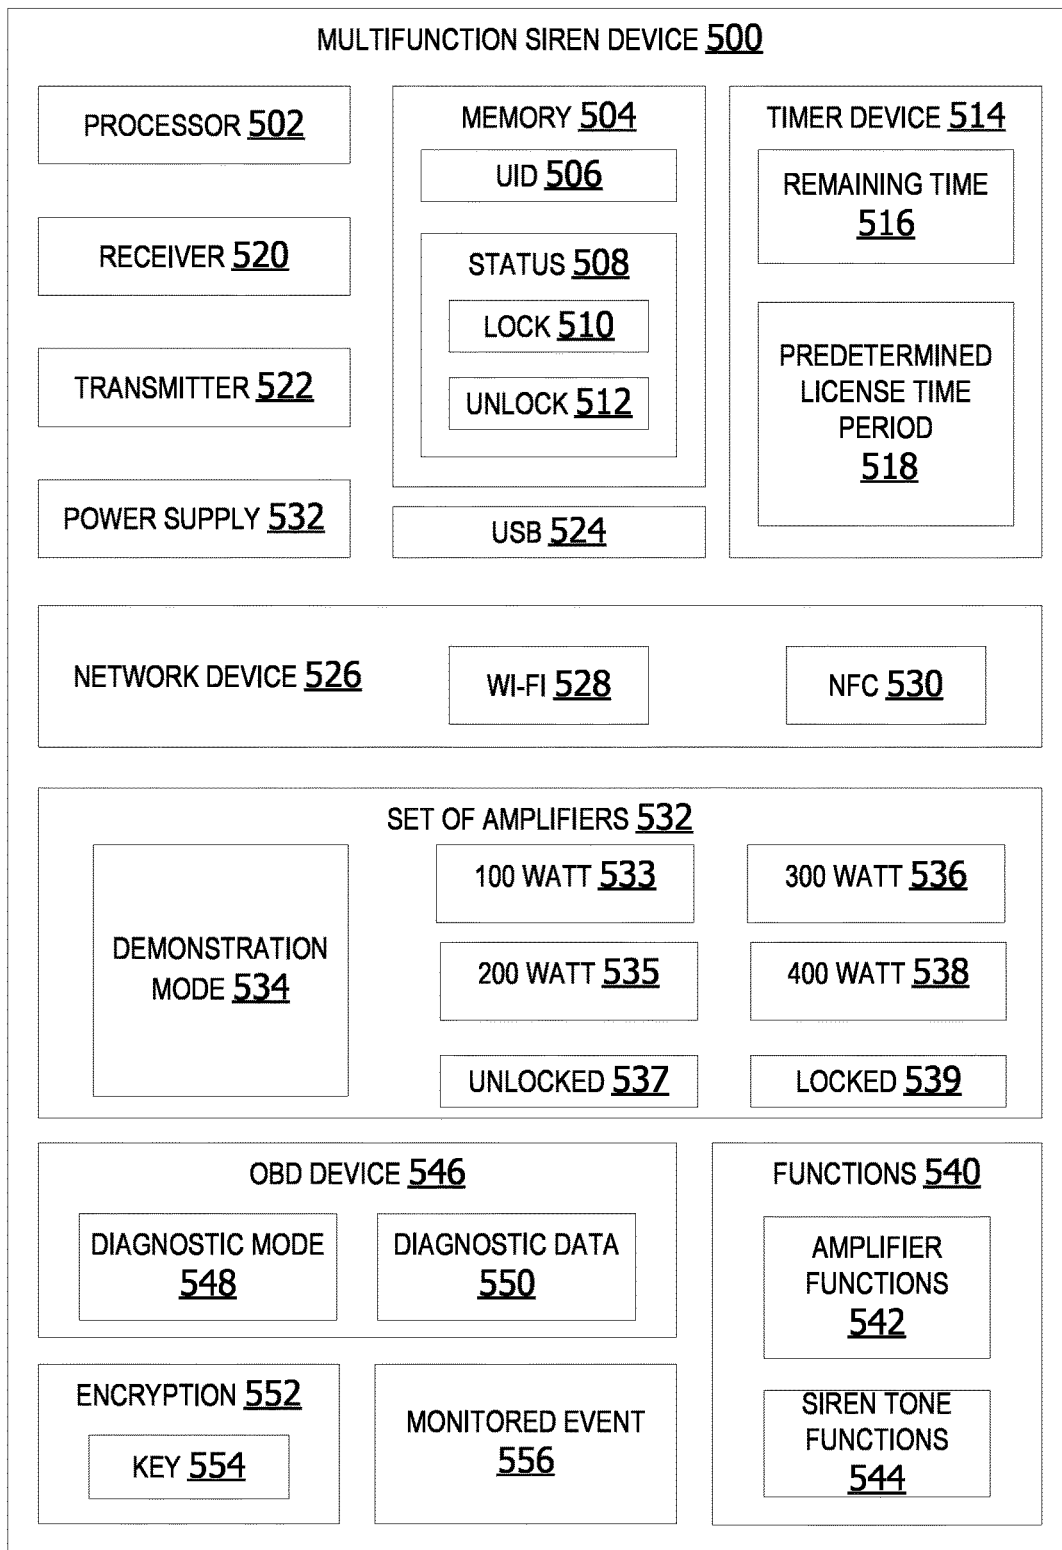 MULTIFUNCTION SIREN DEVICE 500
PROCESSOR 502
RECEIVER 520
TRANSMITTER 522
POWER SUPPLY 532
MEMORY 504
UID 506
STATUS 508
LOCK 510
UNLOCK 512
USB 524
TIMER DEVICE 514
REMAINING TIME
516
PREDETERMINED
LICENSE TIME
PERIOD
518
NETWORK DEVICE 526
WI-FI 528
NFC 530
SET OF AMPLIFIERS 532
DEMONSTRATION
MODE 534
100 WATT 533
300 WATT 536
200 WATT 535
400 WATT 538
UNLOCKED 537
LOCKED 539
OBD DEVICE 546
DIAGNOSTIC MODE
548
DIAGNOSTIC DATA
550
FUNCTIONS 540
AMPLIFIER
FUNCTIONS
542
SIREN TONE
FUNCTIONS
544
ENCRYPTION 552
KEY 554
MONITORED EVENT
556